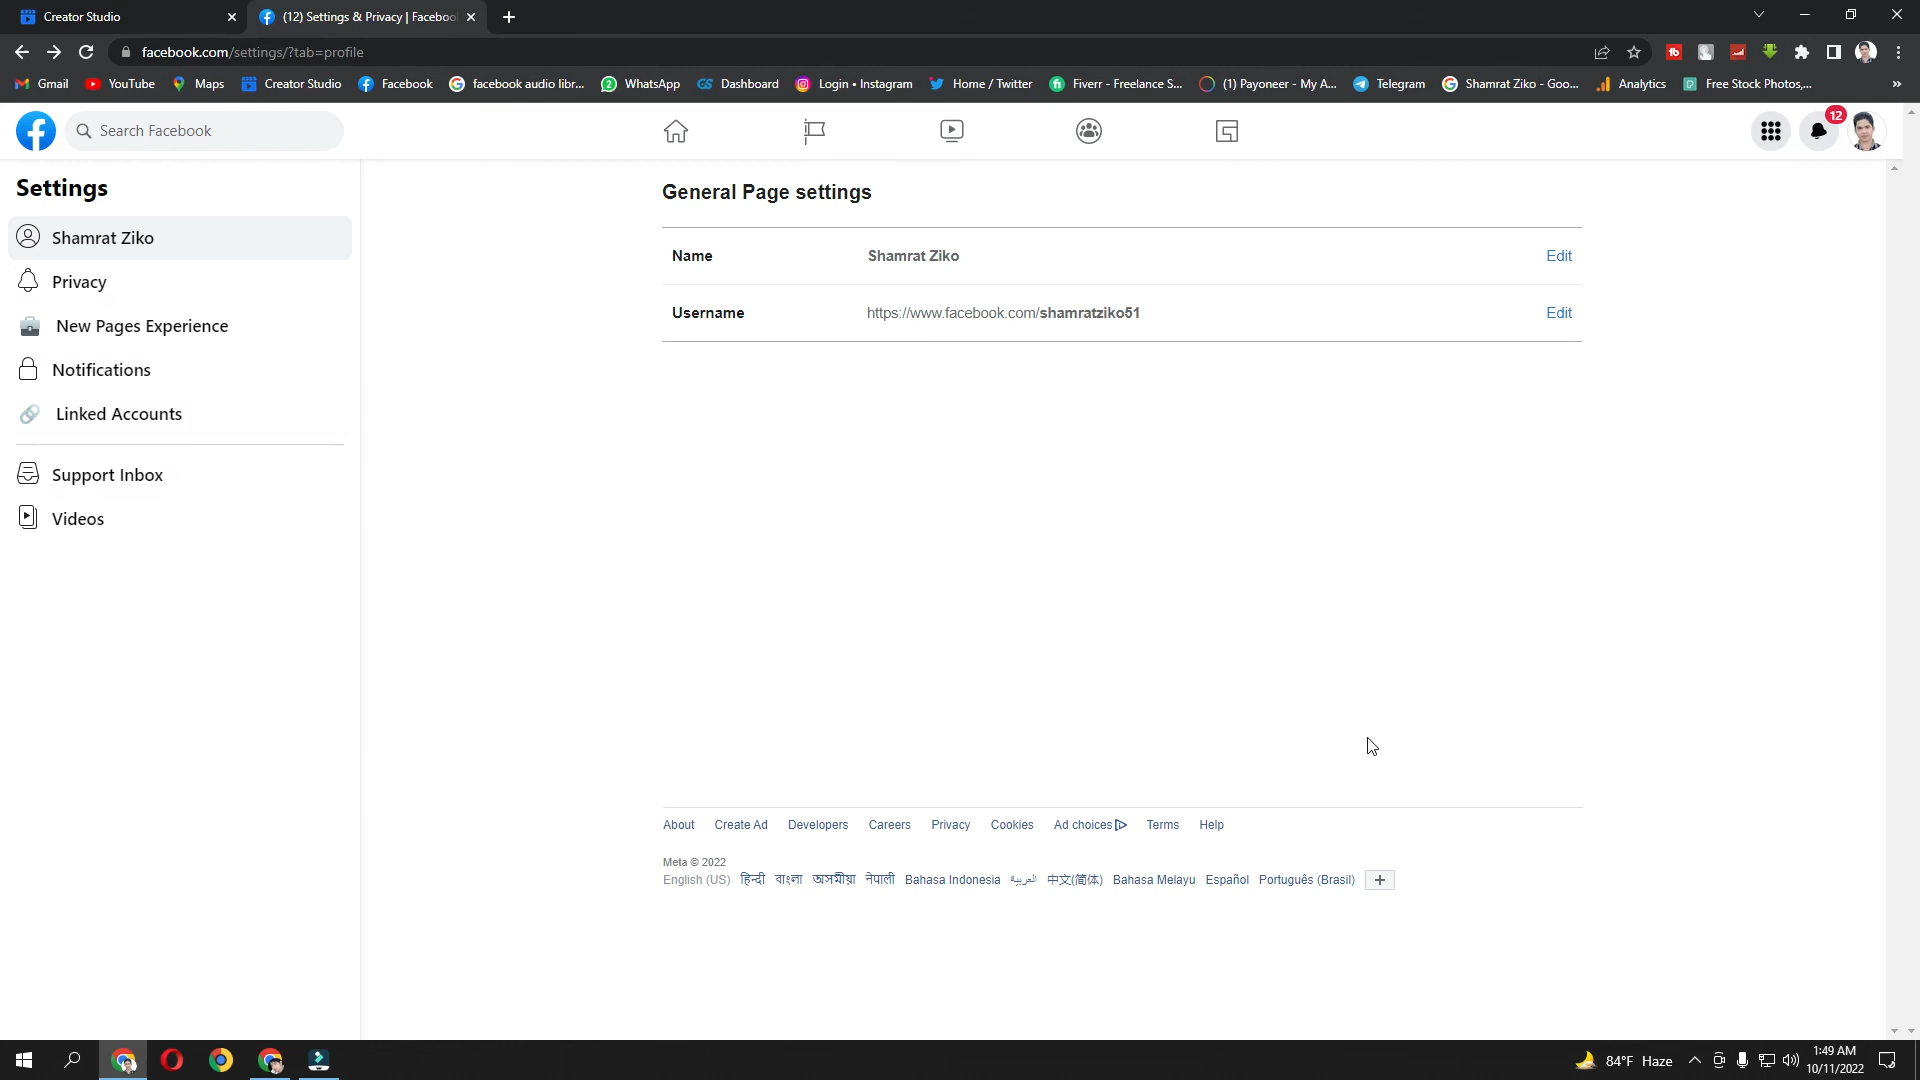 Creator Studio
(12) Settings & Privacy | Faceboo
facebook.com/settings/?tab=profile
Gmail YouTube Maps Creator Studio Facebook facebook audio libr... WhatsApp Dashboard Login • Instagram Home / Twitter Fiverr - Freelance S... (1) Payoneer - My A... Telegram Shamrat Ziko - Goo... Analytics Free Stock Photos,... »
Search Facebook
12
Settings
Shamrat Ziko
Privacy
New Pages Experience
Notifications
Linked Accounts
Support Inbox
Videos
General Page settings
Name Shamrat Ziko Edit
Username https://www.facebook.com/shamratziko51 Edit
About Create Ad Developers Careers Privacy Cookies Ad choices Terms Help
Meta © 2022
English (US) हिन्दी বাংলা অসমীয়া नेपाली Bahasa Indonesia العربية 中文(简体) Bahasa Melayu Español Português (Brasil) +
84°F Haze
1:49 AM
10/11/2022